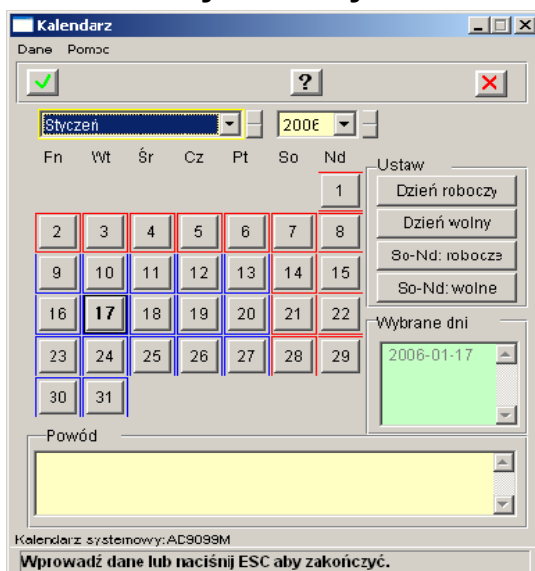 Kalendarz
Dane Pomoc
?
Styczeń 2006
Pn Wt Śr Cz Pt So Nd
Ustaw
1
Dzień roboczy
2 3 4 5 6 7 8
Dzień wolny
So-Nd: robocze
9 10 11 12 13 14 15
So-Nd: wolne
16 17 18 19 20 21 22
Wybrane dni
23 24 25 26 27 28 29
2006-01-17
30 31
Powód
Kalendarz systemowy:AD9099M
Wprowadź dane lub naciśnij ESC aby zakończyć.